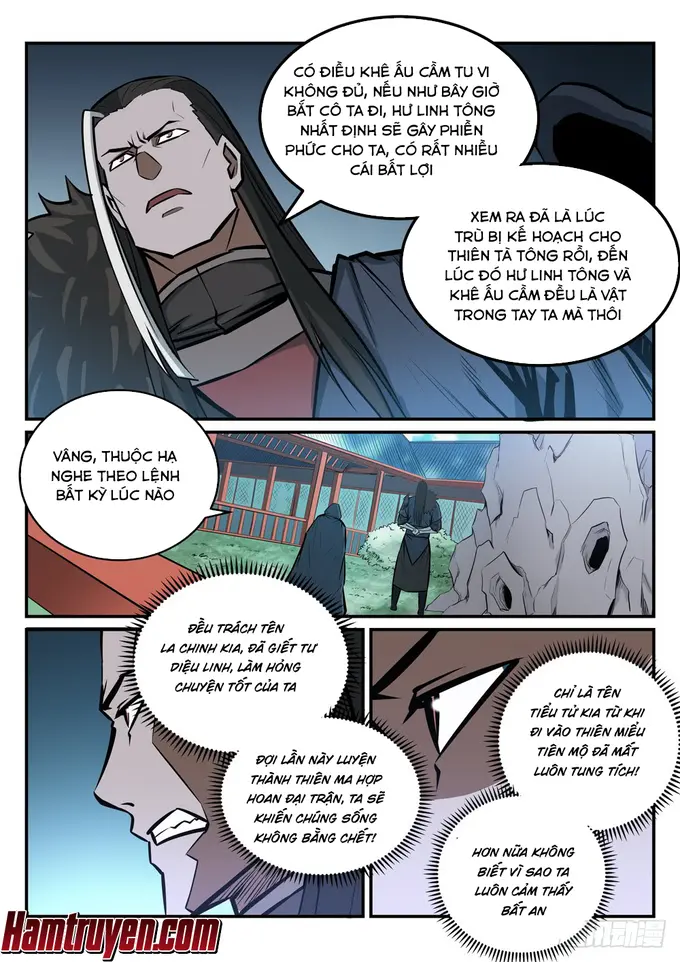 CÓ ĐIỀU KHÊ ẤU CẦM TU VI
KHÔNG ĐỦ, NẾU NHƯ BÂY GIỜ
BẮT CÔ TA ĐI, HƯ LINH TÔNG
NHẤT ĐỊNH SẼ GÂY PHIỀN
PHỨC CHO TA, CÓ RẤT NHIỀU
CÁI BẤT LỢI
XEM RA ĐÃ LÀ LÚC
TRÙ BỊ KẾ HOẠCH CHO
THIÊN TÀ TÔNG RỒI, ĐẾN
LÚC ĐÓ HƯ LINH TÔNG VÀ
KHÊ ẤU CẦM ĐỀU LÀ VẬT
TRONG TAY TA MÀ THÔI
VÂNG, THUỘC HẠ
NGHE THEO LỆNH
BẤT KỲ LÚC NÀO
ĐỀU TRÁCH TÊN
LA CHINH KIA, ĐÃ GIẾT TƯ
DIỆU LINH, LÀM HỎNG
CHUYỆN TỐT CỦA TA
ĐỢI LẦN NÀY LUYỆN
THÀNH THIÊN MA HỢP
HOAN ĐẠI TRẬN, TA SẼ
KHIẾN CHÚNG SỐNG
KHÔNG BẰNG CHẾT!
CHỈ LÀ TÊN
TIỂU TỬ KIA TỪ KHI
ĐI VÀO THIÊN MIỂU
TIÊN MỘ ĐÃ MẤT
LUÔN TUNG TÍCH!
HƠN NỮA KHÔNG
BIẾT VÌ SAO TA
LUÔN CẢM THẤY
BẤT AN
Hamtruyen.com